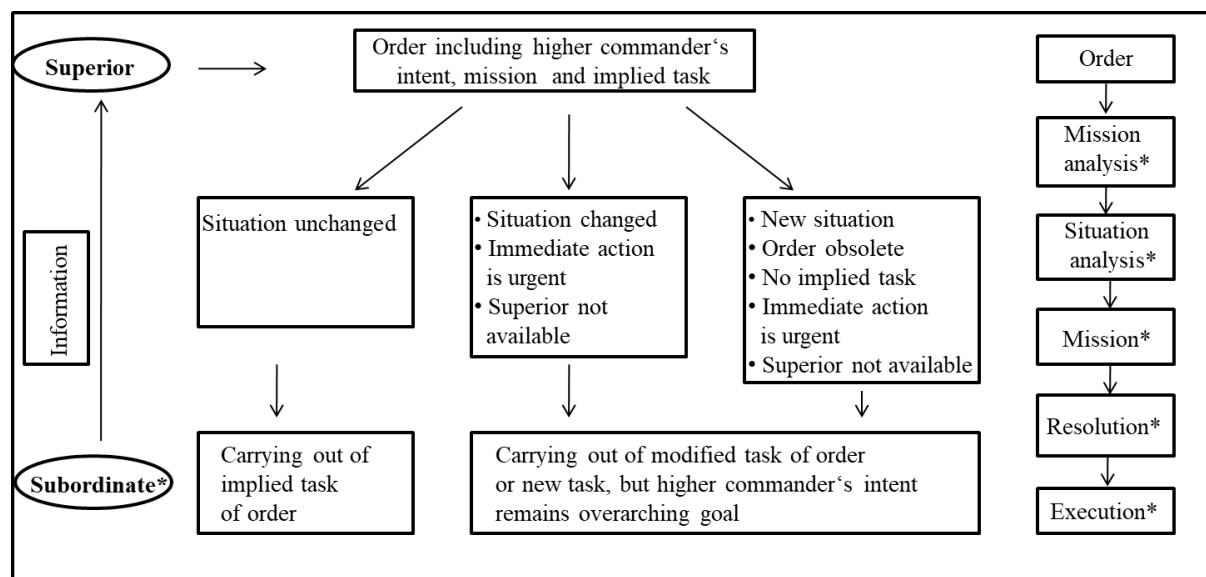 Superior
Order including higher commander‘s
intent, mission and implied task
Situation unchanged
• Situation changed
• Immediate action
is urgent
• Superior not
available
• New situation
• Order obsolete
• No implied task
• Immediate action
is urgent
• Superior not available
Information
Subordinate*
Carrying out of
implied task
of order
Carrying out of modified task of order
or new task, but higher commander‘s intent
remains overarching goal
Order
Mission
analysis*
Situation
analysis*
Mission*
Resolution*
Execution*